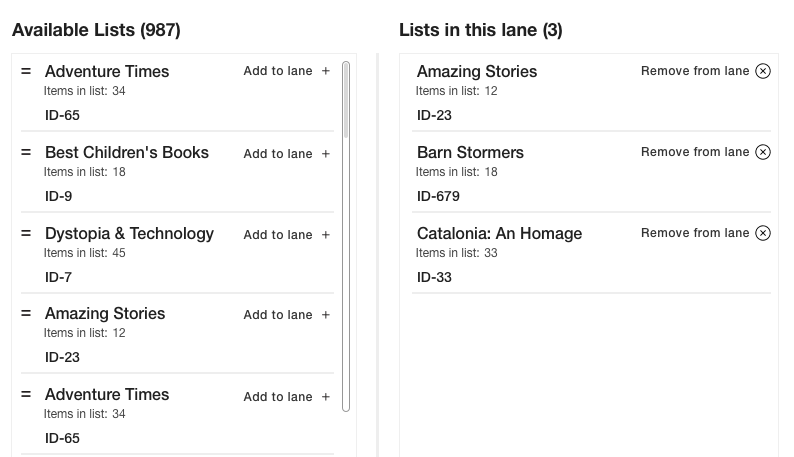 Available Lists (987)
= Adventure Times Add to lane +
Items in list: 34
ID-65
= Best Children's Books Add to lane +
Items in list: 18
ID-9
= Dystopia & Technology Add to lane +
Items in list: 45
ID-7
= Amazing Stories Add to lane +
Items in list: 12
ID-23
= Adventure Times Add to lane +
Items in list: 34
ID-65
Lists in this lane (3)
Amazing Stories Remove from lane
Items in list: 12
ID-23
Barn Stormers Remove from lane
Items in list: 18
ID-679
Catalonia: An Homage Remove from lane
Items in list: 33
ID-33